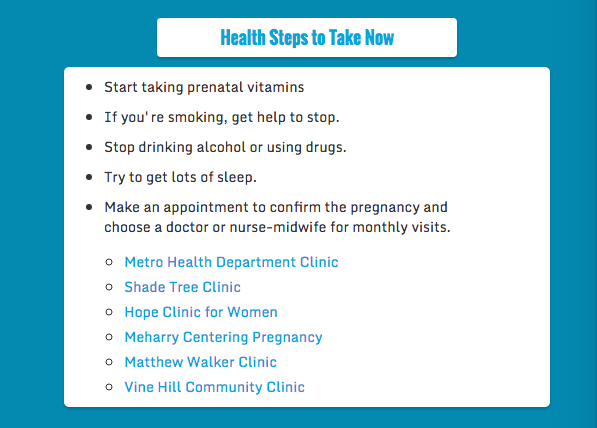 Health Steps to Take Now
Start taking prenatal vitamins
If you're smoking, get help to stop.
Stop drinking alcohol or using drugs.
Try to get lots of sleep.
Make an appointment to confirm the pregnancy and
choose a doctor or nurse-midwife for monthly visits.
Metro Health Department Clinic
Shade Tree Clinic
Hope Clinic for Women
Meharry Centering Pregnancy
Matthew Walker Clinic
Vine Hill Community Clinic